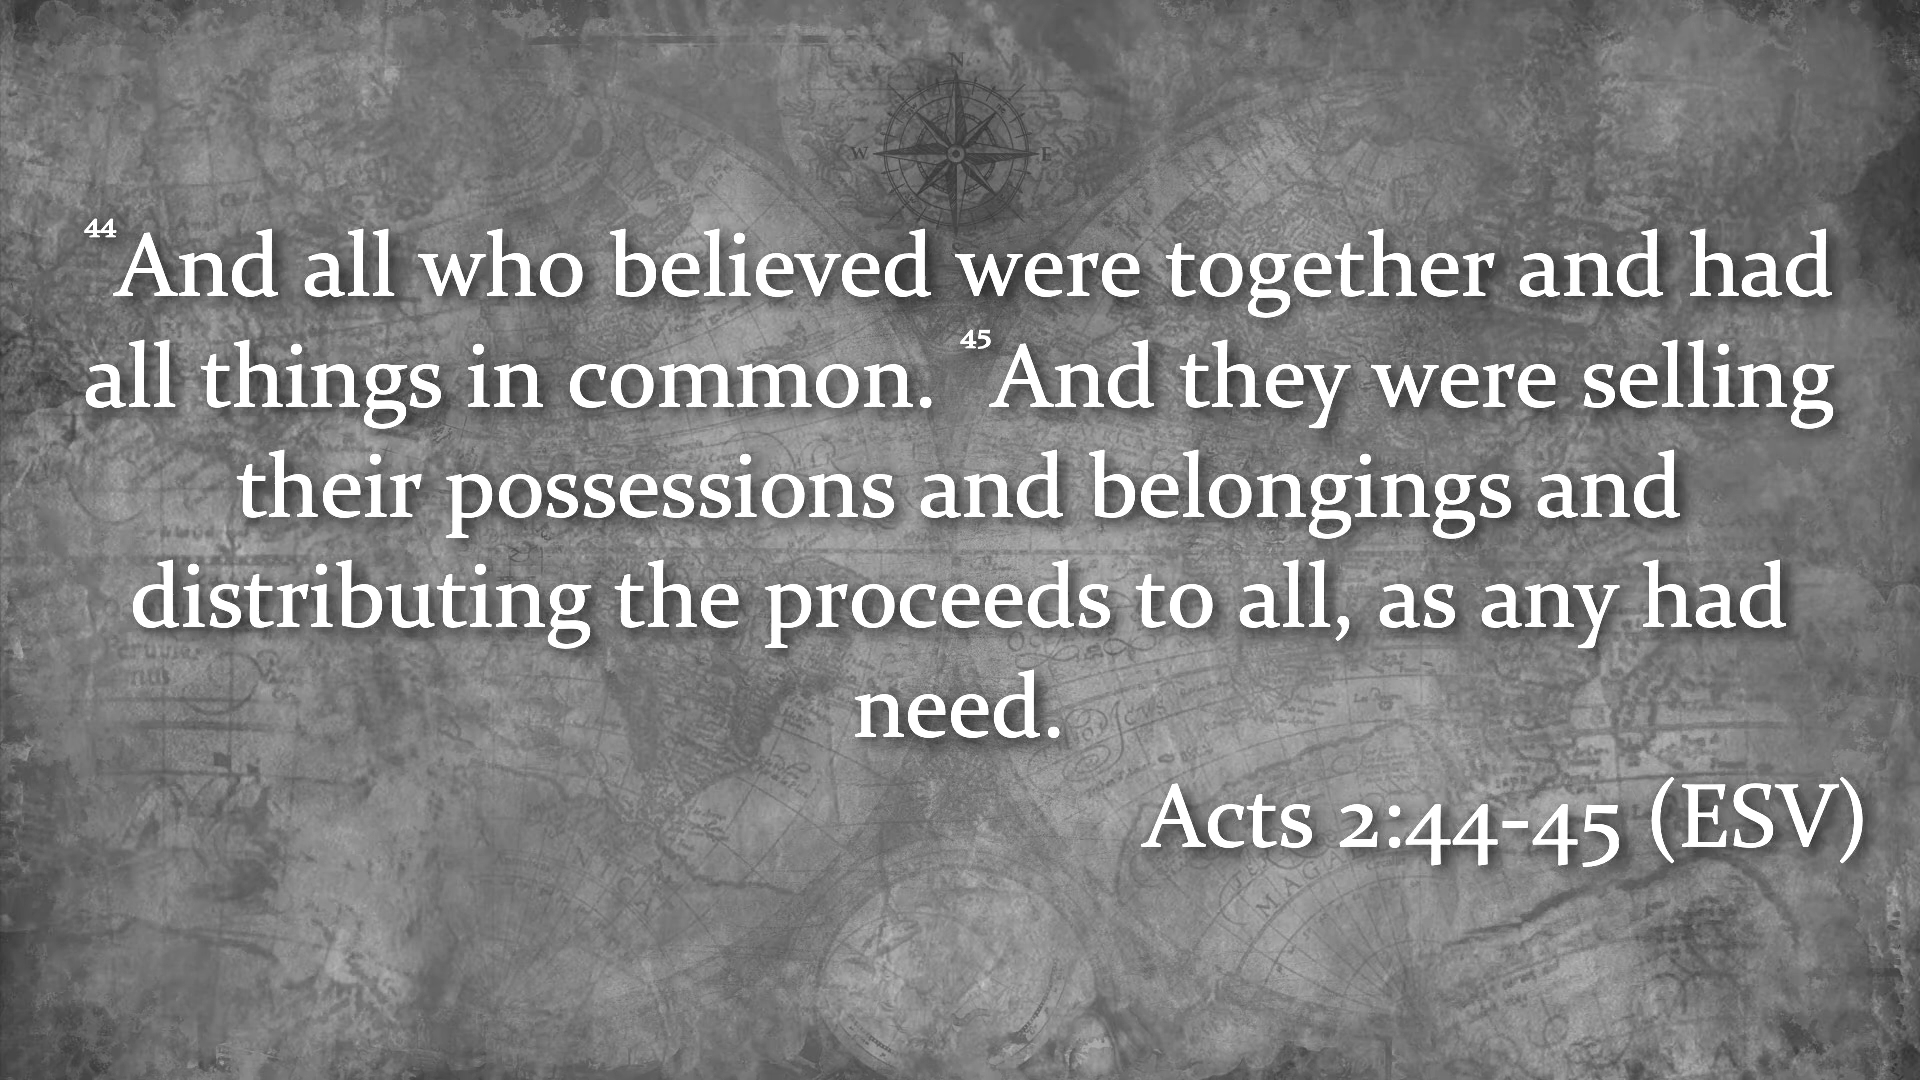 N
W E
⁴⁴And all who believed were together and had
all things in common. ⁴⁵And they were selling
their possessions and belongings and
distributing the proceeds to all, as any had
need.
Acts 2:44-45 (ESV)